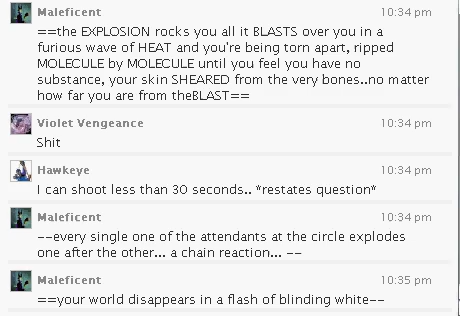 Maleficent 10:34 pm
==the EXPLOSION rocks you all it BLASTS over you in a
furious wave of HEAT and you're being torn apart, ripped
MOLECULE by MOLECULE until you feel you have no
substance, your skin SHEARED from the very bones..no matter
how far you are from theBLAST==
Violet Vengeance 10:34 pm
Shit
Hawkeye 10:34 pm
I can shoot less than 30 seconds.. *restates question*
Maleficent 10:34 pm
--every single one of the attendants at the circle explodes
one after the other... a chain reaction... --
Maleficent 10:35 pm
==your world disappears in a flash of blinding white--